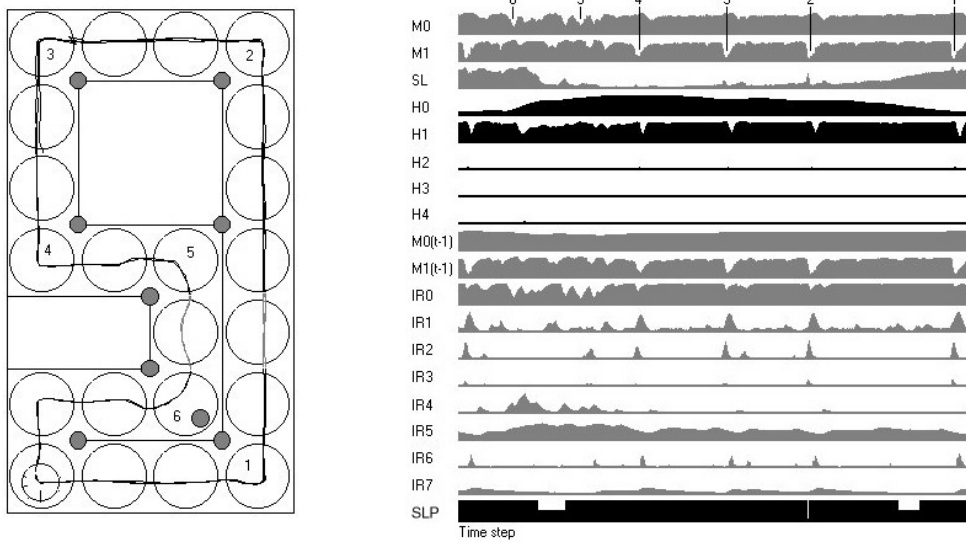 3
2
4
5
6
1
6 5 4 3 2 1
M0
M1
SL
H0
H1
H2
H3
H4
M0(t-1)
M1(t-1)
IR0
IR1
IR2
IR3
IR4
IR5
IR6
IR7
SLP
Time step